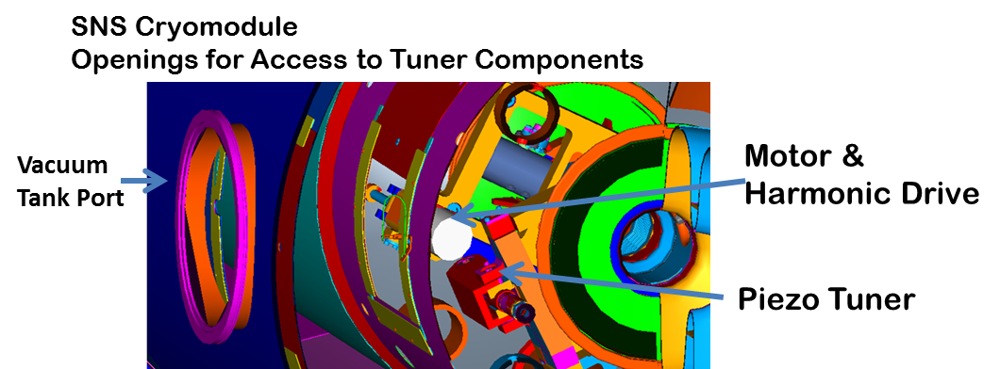 SNS Cryomodule
Openings for Access to Tuner Components
Vacuum
Tank Port
Motor &
Harmonic Drive
Piezo Tuner